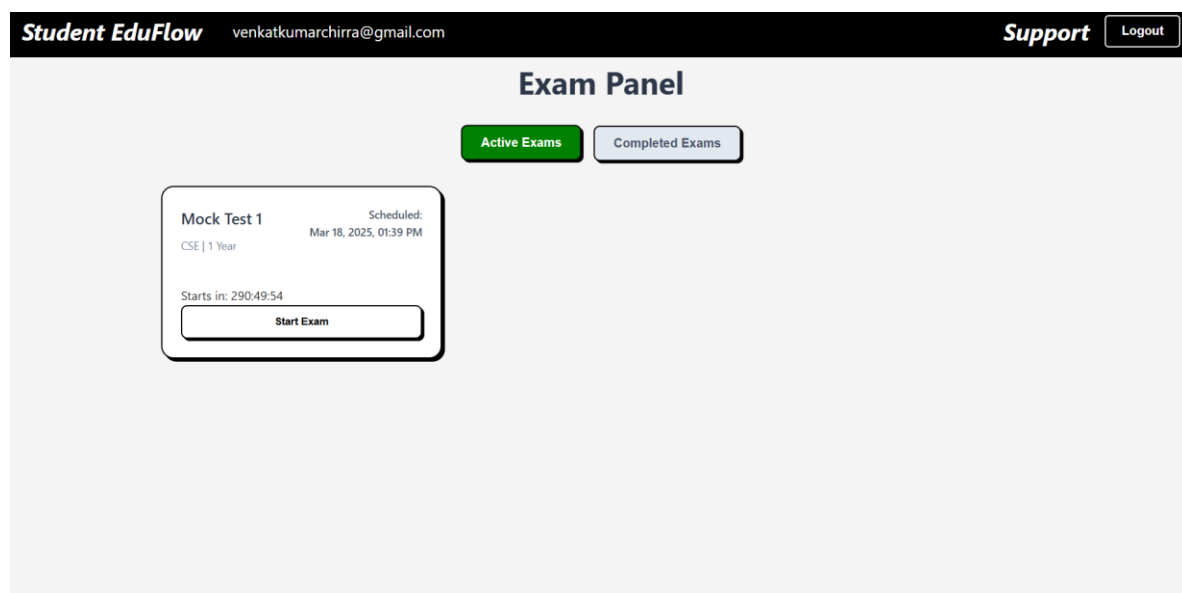 Student EduFlow venkatkumarchirra@gmail.com Support Logout
Exam Panel
Active Exams Completed Exams
Mock Test 1 Scheduled:
Mar 18, 2025, 01:39 PM
CSE | 1 Year
Starts in: 290:49:54
Start Exam